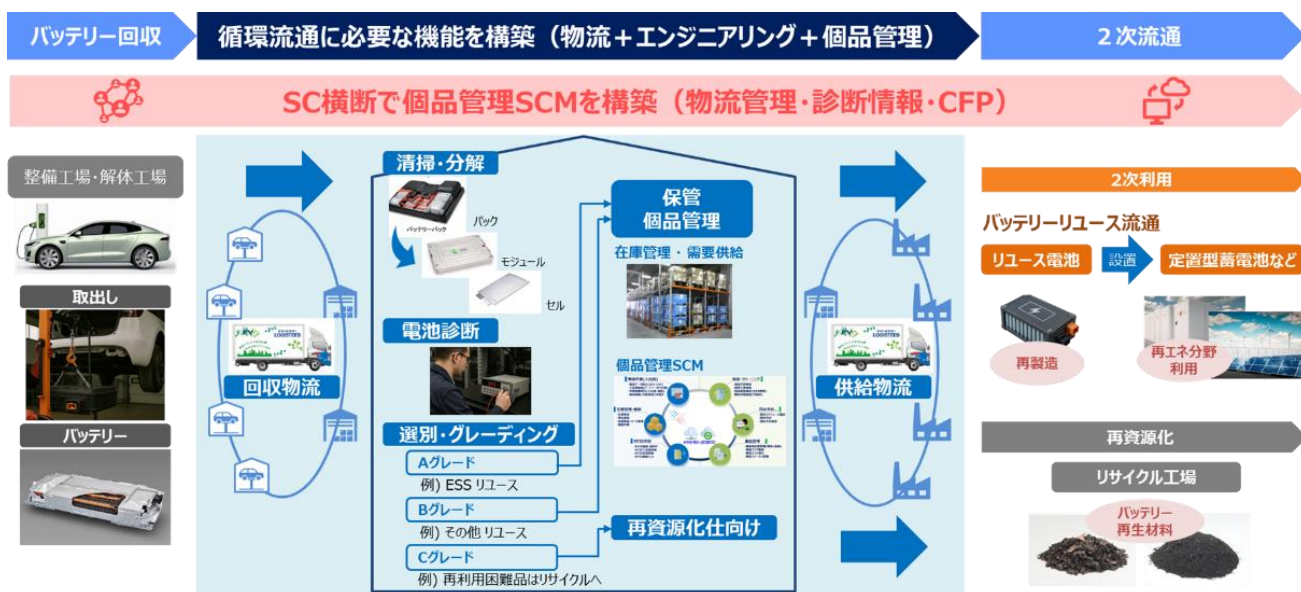 バッテリー回収
循環流通に必要な機能を構築（物流＋エンジニアリング＋個品管理）
２次流通
SC横断で個品管理SCMを構築（物流管理・診断情報・CFP）
整備工場・解体工場
取出し
バッテリー
回収物流
清掃・分解
バッテリーパック
パック
モジュール
セル
電池診断
選別・グレーディング
Aグレード
例）ESS リユース
Bグレード
例）その他 リユース
Cグレード
例）再利用困難品はリサイクルへ
保管
個品管理
在庫管理・需要供給
個品管理SCM
再資源化仕向け
LOGISTEED
供給物流
LOGISTEED
2次利用
バッテリーリユース流通
リユース電池
設置
定置型蓄電池など
再製造
再エネ分野
利用
再資源化
リサイクル工場
バッテリー
再生材料